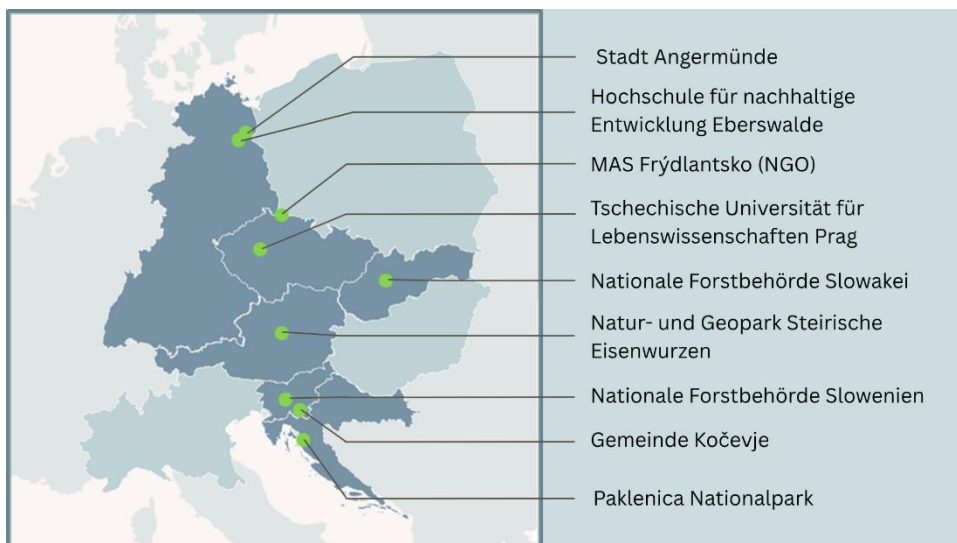 Stadt Angermünde
Hochschule für nachhaltige
Entwicklung Eberswalde
MAS Frýdlantsko (NGO)
Tschechische Universität für
Lebenswissenschaften Prag
Nationale Forstbehörde Slowakei
Natur- und Geopark Steirische
Eisenwurzen
Nationale Forstbehörde Slowenien
Gemeinde Kočevje
Paklenica Nationalpark